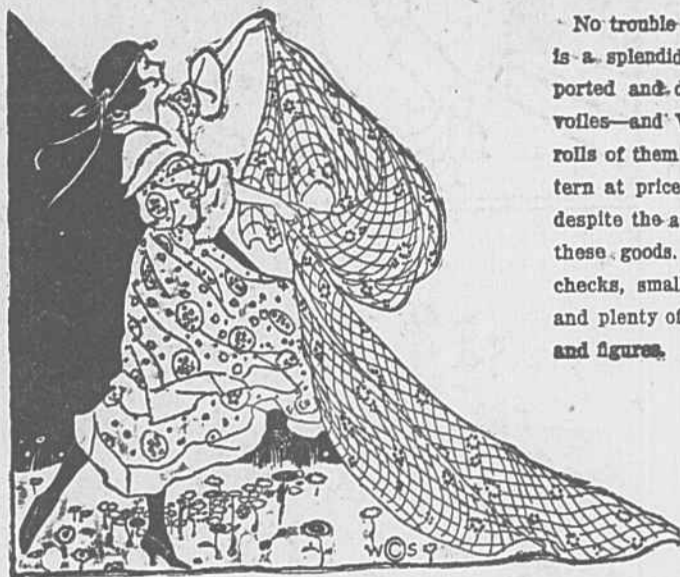 No trouble
is a splendid
ported and d
voiles—and V
rolls of them
tern at price
despite the a
these goods.
checks, small
and plenty of
and figures.
W©S